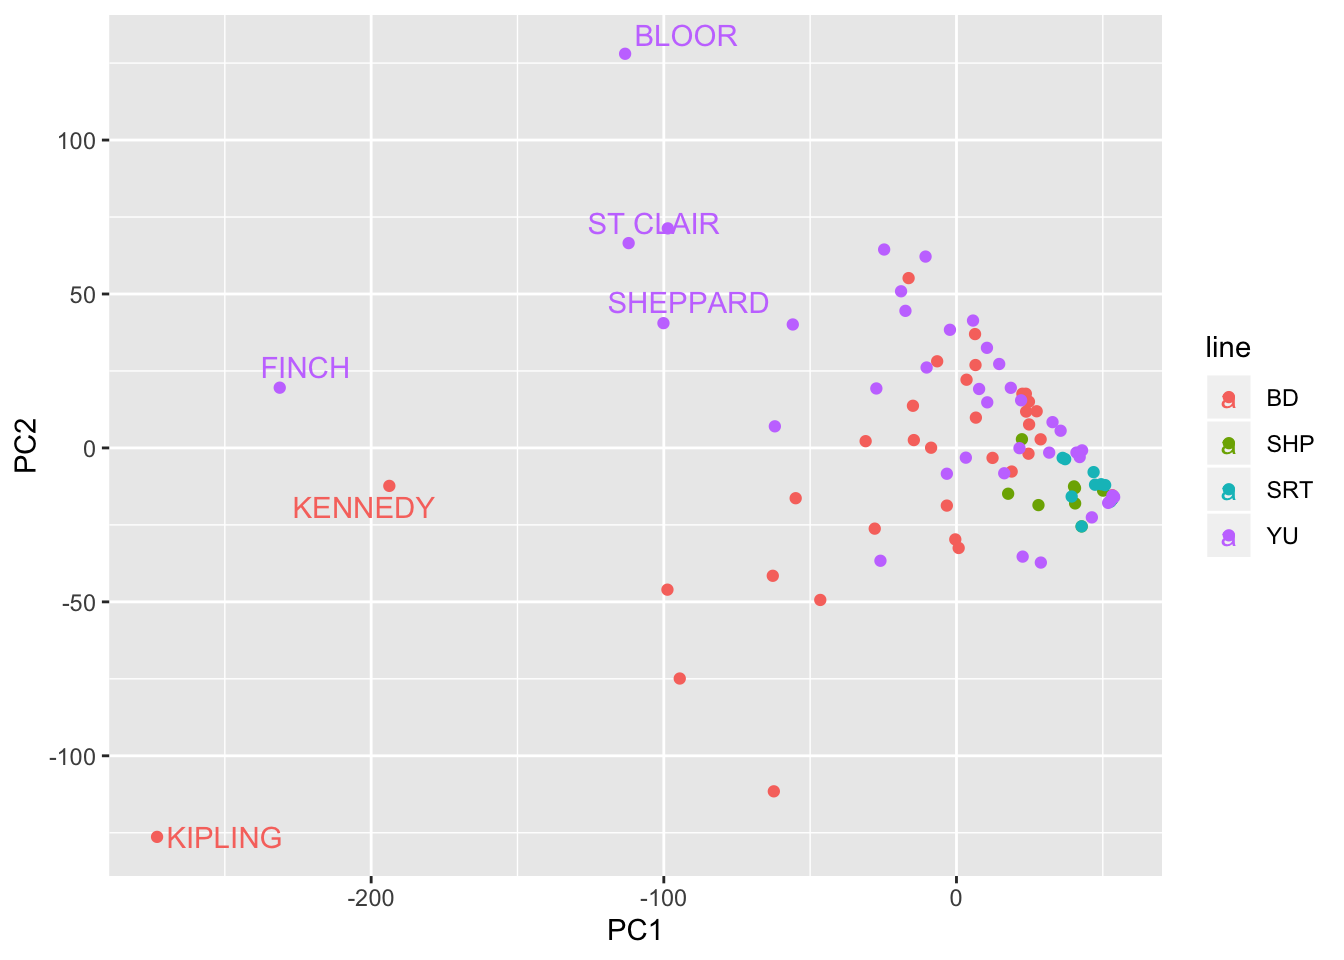 BLOOR
100
ST CLAIR
50
SHEPPARD
FINCH
line
BD
SHP
SRT
YU
PC2
0
KENNEDY
-50
-100
KIPLING
-200
-100
0
PC1